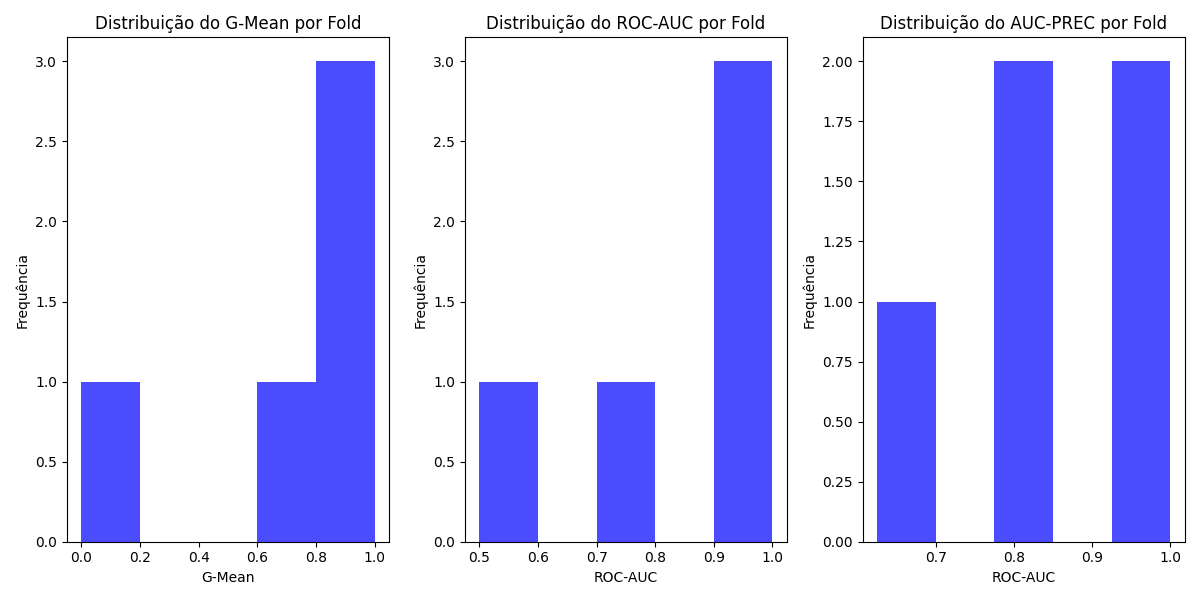 Distribuição do G-Mean por Fold
3.0
2.5
2.0
1.5
1.0
0.5
0.0
Frequência
0.0 0.2 0.4 0.6 0.8 1.0
G-Mean
Distribuição do ROC-AUC por Fold
3.0
2.5
2.0
1.5
1.0
0.5
0.0
Frequência
0.5 0.6 0.7 0.8 0.9 1.0
ROC-AUC
Distribuição do AUC-PREC por Fold
2.00
1.75
1.50
1.25
1.00
0.75
0.50
0.25
0.00
Frequência
0.7 0.8 0.9 1.0
ROC-AUC